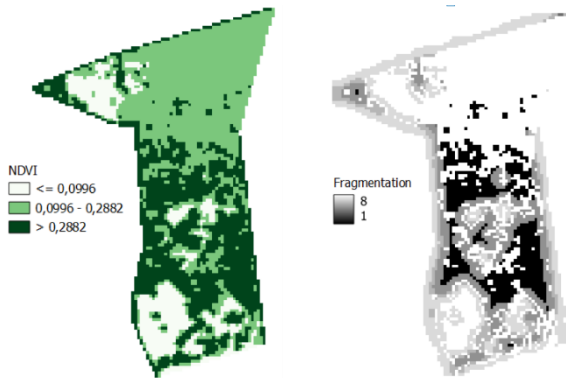 NDVI
<= 0,0996
0,0996 - 0,2882
> 0,2882
Fragmentation
8
1